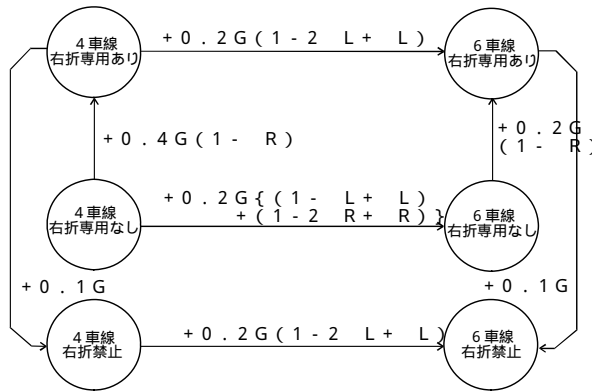 4車線
右折専用あり
+0.2G(1-2 L+ L)
6車線
右折専用あり
+0.4G(1- R)
+0.2G
(1- R)
4車線
右折専用なし
+0.2G{(1- L+ L)
+(1-2 R+ R)}
6車線
右折専用なし
+0.1G
+0.1G
4車線
右折禁止
+0.2G(1-2 L+ L)
6車線
右折禁止